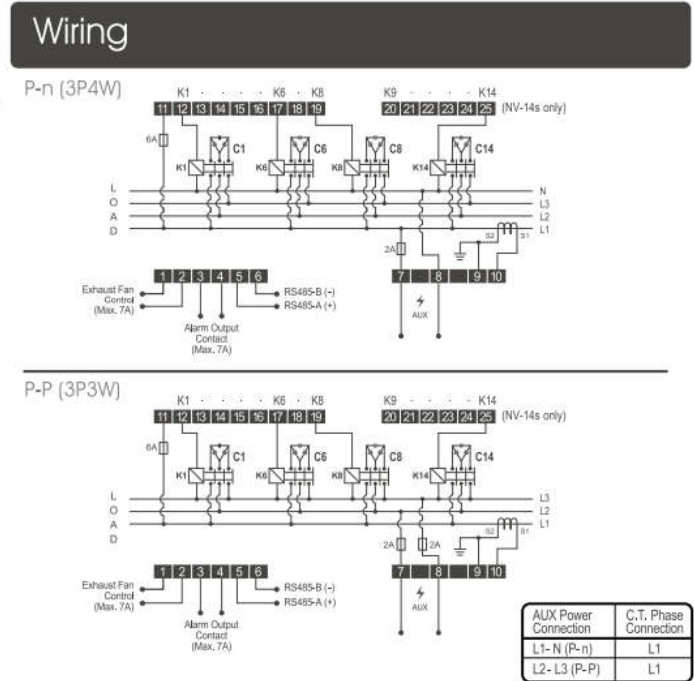 Wiring
P-n (3P4W)
K1 · · · · K6 · K8 K9 · · · · K14
11 12 13 14 15 16 17 18 19 20 21 22 23 24 25 (NV-14s only)
6A
C1 C6 C8 C14
K1 K6 K8 K14
L N
O L3
A L2
D L1
S2 S1
2A
1 2 3 4 5 6 7 8 9 10
Exhaust Fan
Control
(Max. 7A)
RS485-B (-)
RS485-A (+)
AUX
Alarm Output
Contact
(Max. 7A)
P-P (3P3W)
K1 · · · · K6 · K8 K9 · · · · K14
11 12 13 14 15 16 17 18 19 20 21 22 23 24 25 (NV-14s only)
6A
C1 C6 C8 C14
K1 K6 K8 K14
L L3
O L2
A L1
D
S2 S1
2A 2A
1 2 3 4 5 6 7 8 9 10
Exhaust Fan
Control
(Max. 7A)
RS485-B (-)
RS485-A (+)
AUX
Alarm Output
Contact
(Max. 7A)
AUX Power Connection C.T. Phase Connection
L1- N (P- n) L1
L2- L3 (P-P) L1